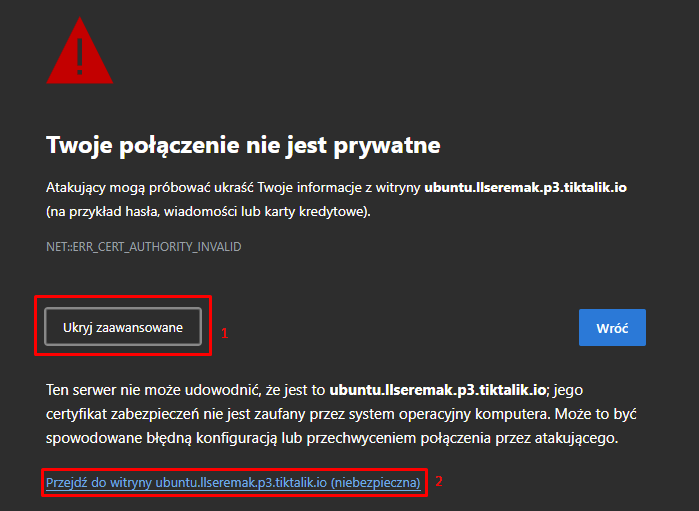 Twoje połączenie nie jest prywatne
Atakujący mogą próbować ukraść Twoje informacje z witryny ubuntu.llseremak.p3.tiktalik.io
(na przykład hasła, wiadomości lub karty kredytowe).
NET::ERR_CERT_AUTHORITY_INVALID
Ukryj zaawansowane
1
Wróć
Ten serwer nie może udowodnić, że jest to ubuntu.llseremak.p3.tiktalik.io; jego
certyfikat zabezpieczeń nie jest zaufany przez system operacyjny komputera. Może to być
spowodowane błędną konfiguracją lub przechwyceniem połączenia przez atakującego.
Przejdź do witryny ubuntu.llseremak.p3.tiktalik.io (niebezpieczna)
2